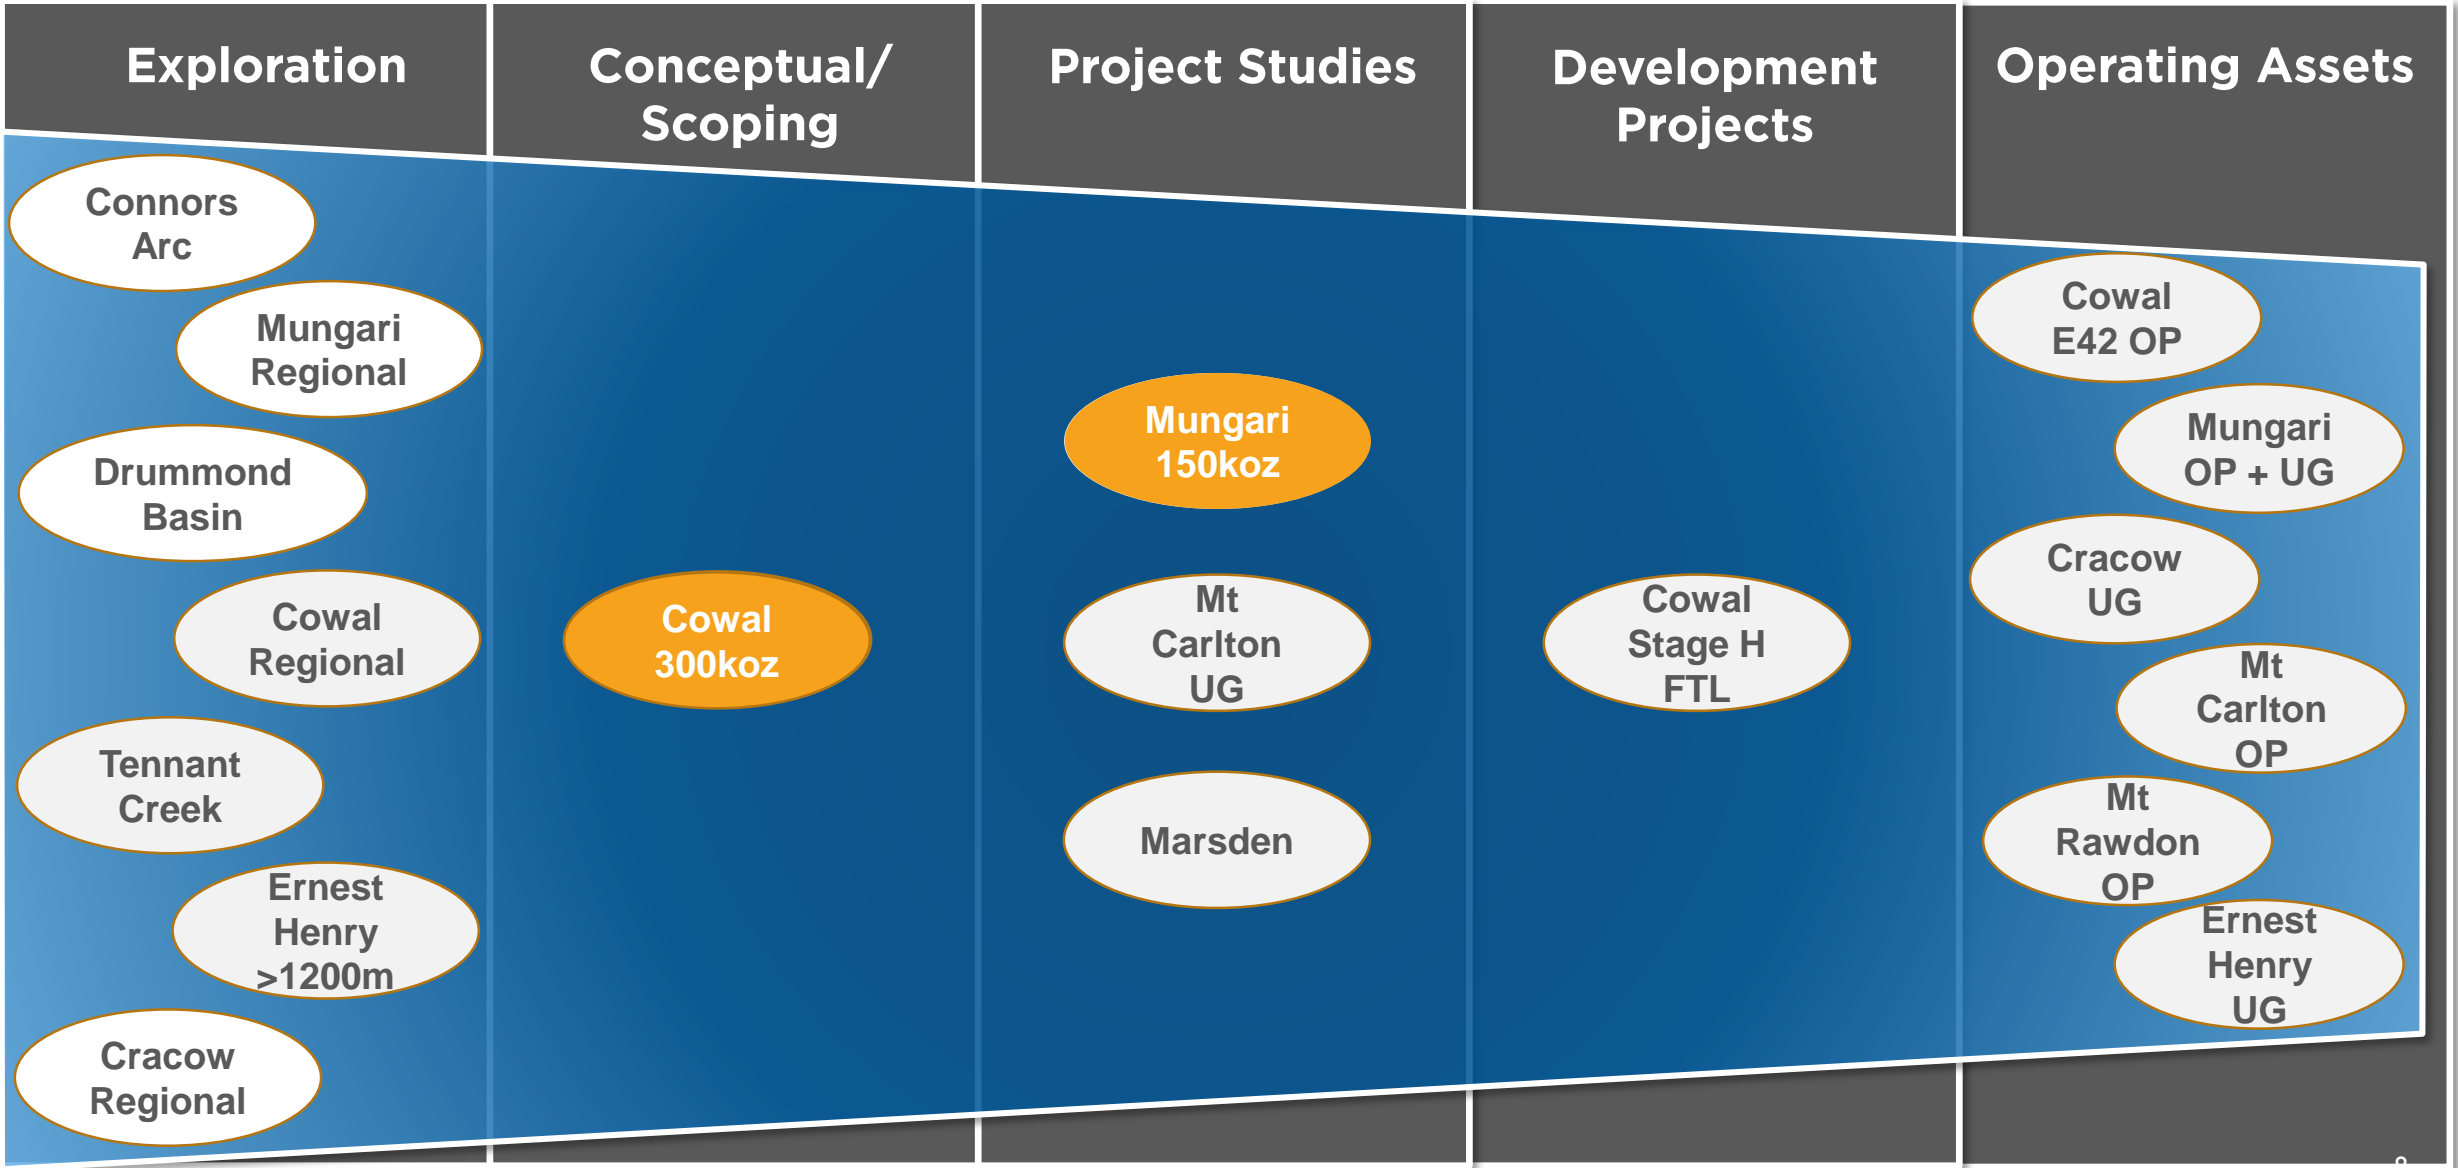 Exploration
Conceptual/
Scoping
Project Studies
Development
Projects
Operating Assets
Connors
Arc
Mungari
Regional
Drummond
Basin
Cowal
Regional
Tennant
Creek
Ernest
Henry
>1200m
Cracow
Regional
Cowal
300koz
Mungari
150koz
Mt
Carlton
UG
Marsden
Cowal
Stage H
FTL
Cowal
E42 OP
Mungari
OP + UG
Cracow
UG
Mt
Carlton
OP
Mt
Rawdon
OP
Ernest
Henry
UG